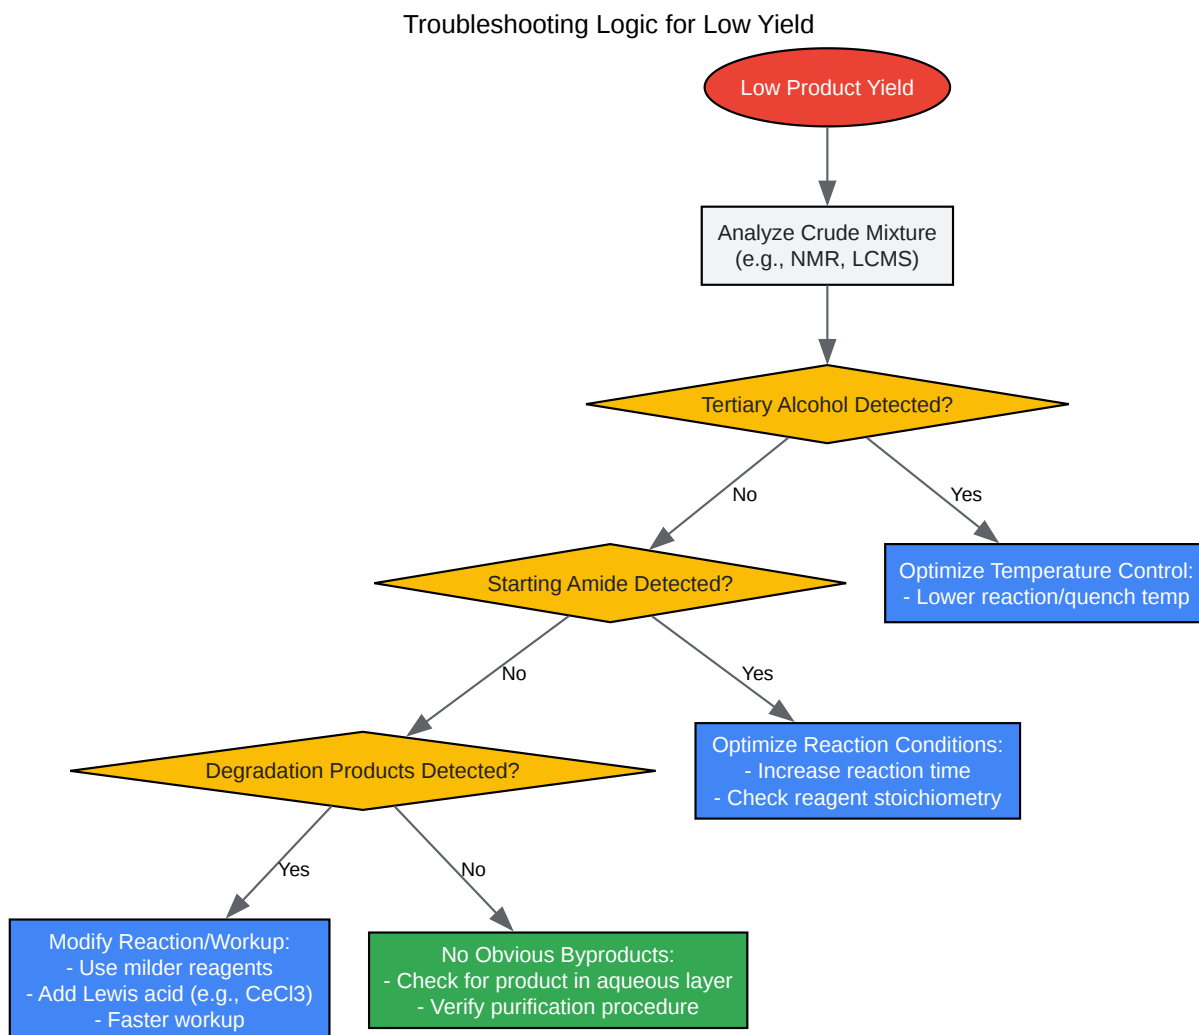 Troubleshooting Logic for Low Yield
Low Product Yield
Analyze Crude Mixture
(e.g., NMR, LCMS)
Tertiary Alcohol Detected?
No
Yes
Starting Amide Detected?
Optimize Temperature Control:
- Lower reaction/quench temp
No
Yes
Degradation Products Detected?
Optimize Reaction Conditions:
- Increase reaction time
- Check reagent stoichiometry
Yes
No
Modify Reaction/Workup:
- Use milder reagents
- Add Lewis acid (e.g., CeCl3)
- Faster workup
No Obvious Byproducts:
- Check for product in aqueous layer
- Verify purification procedure